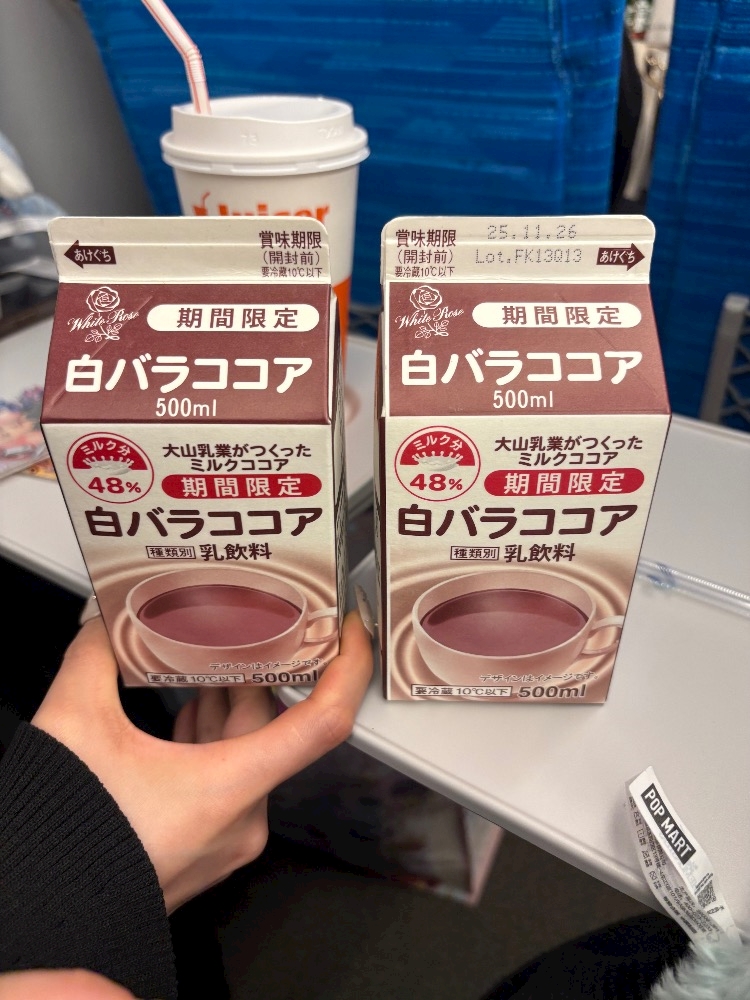 Juicer
あけぐち
賞味期限
(開封前)
要冷蔵10℃以下
White Rose
期間限定
白バラココア
500ml
ミルク分
48%
大山乳業がつくった
ミルクココア
期間限定
白バラココア
種類別 乳飲料
デザインはイメージです。
要冷蔵 10℃以下 500ml
賞味期限
(開封前)
要冷蔵10℃以下
25.11.26
Lot.FK13013
あけぐち
White Rose
期間限定
白バラココア
500ml
ミルク分
48%
大山乳業がつくった
ミルクココア
期間限定
白バラココア
種類別 乳飲料
デザインはイメージです。
要冷蔵 10℃以下 500ml
POP MART